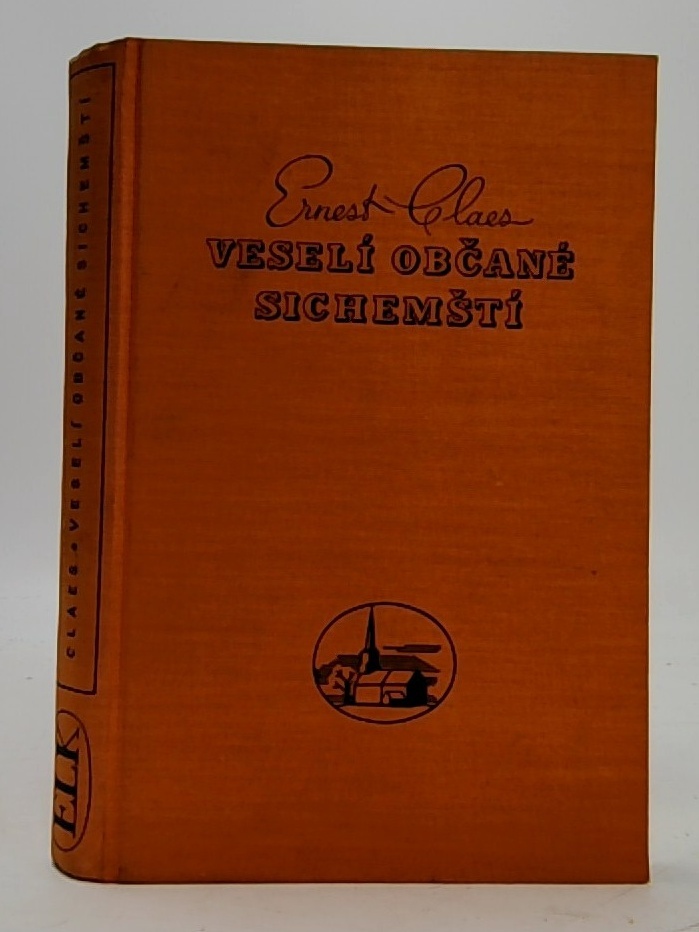 Ernest Claes
VESELÍ OBČANÉ
SICHEMŠTÍ
CLAES • VESELÍ OBČANÉ SICHEMŠTÍ
ELK